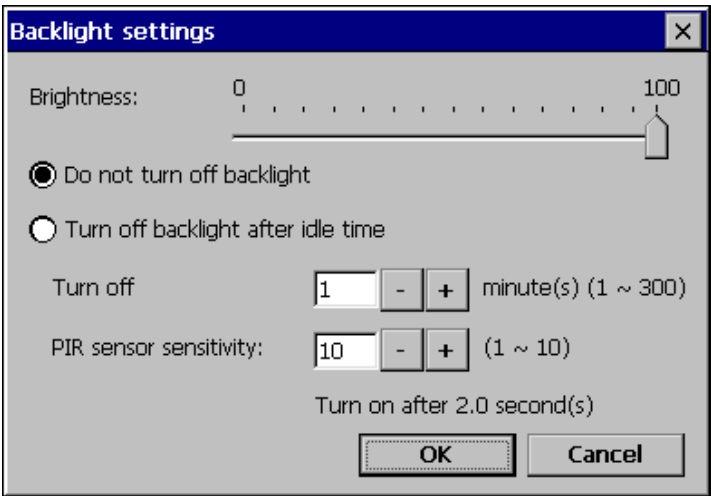 Backlight settings
Brightness: 0 100
Do not turn off backlight
Turn off backlight after idle time
Turn off 1 - + minute(s) (1 ~ 300)
PIR sensor sensitivity: 10 - + (1 ~ 10)
Turn on after 2.0 second(s)
OK Cancel